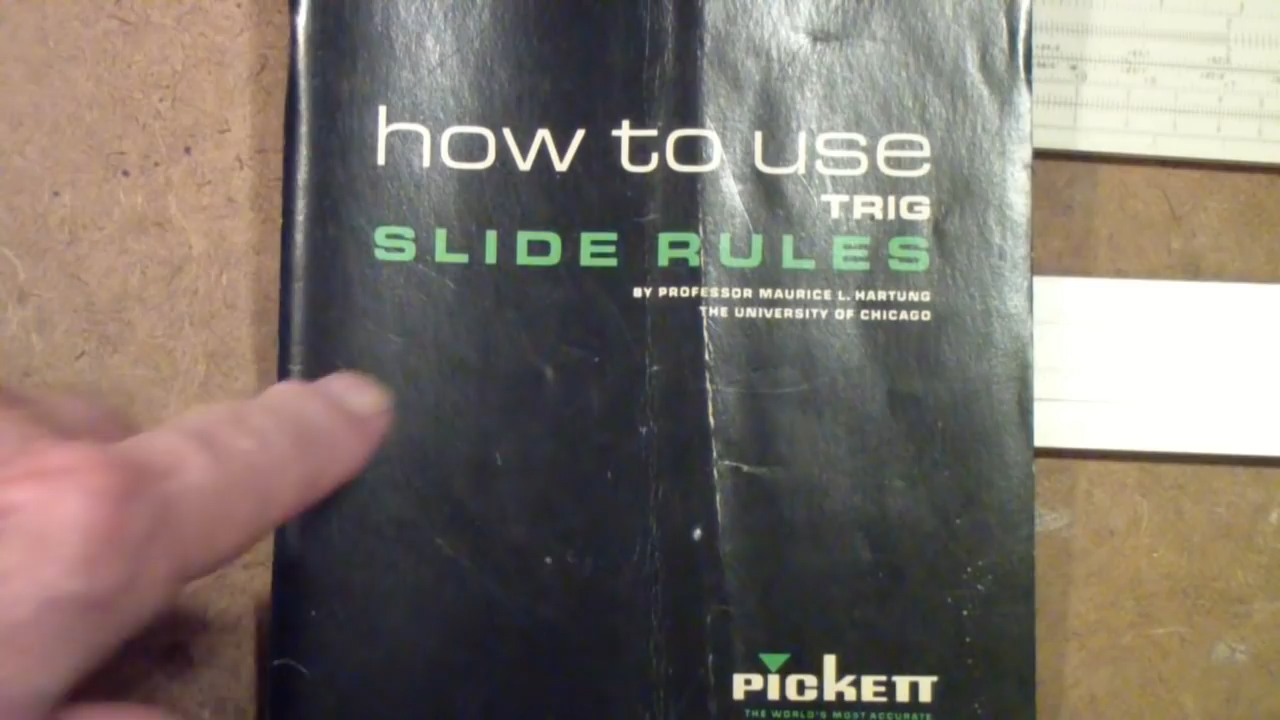 how to use
TRIG
SLIDE RULES
BY PROFESSOR MAURICE L. HARTUNG
THE UNIVERSITY OF CHICAGO
PICKETT
THE WORLD'S MOST ACCURATE